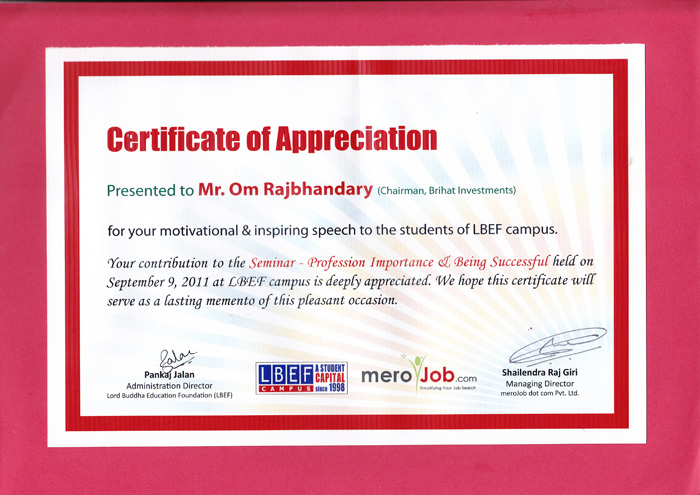 Certificate of Appreciation
Presented to Mr. Om Rajbhandary (Chairman, Brihat Investments)
for your motivational & inspiring speech to the students of LBEF campus.
Your contribution to the Seminar - Profession Importance & Being Successful held on
September 9, 2011 at LBEF campus is deeply appreciated. We hope this certificate will
serve as a lasting memento of this pleasant occasion.
Pankaj Jalan
Administration Director
Lord Buddha Education Foundation (LBEF)
LBEF
CAMPUS
A STUDENT
CAPITAL
since 1998
meroJob.com
Simplifying Your Job Search
Shailendra Raj Giri
Managing Director
meroJob dot com Pvt. Ltd.